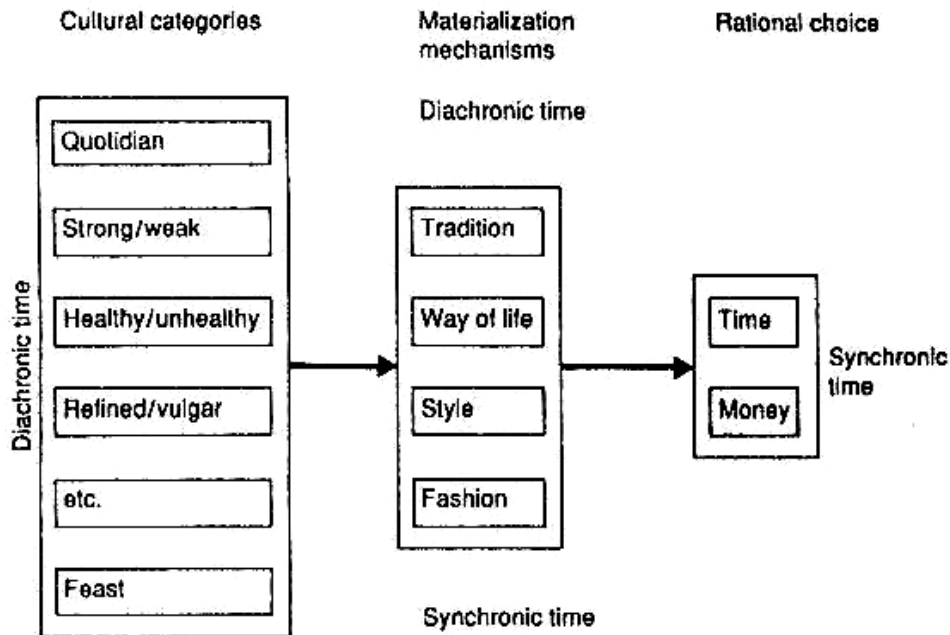 Cultural categories
Materialization
mechanisms
Rational choice
Diachronic time
Diachronic time
Quotidian
Strong/weak
Healthy/unhealthy
Refined/vulgar
etc.
Feast
Tradition
Way of life
Style
Fashion
Synchronic time
Time
Money
Synchronic
time